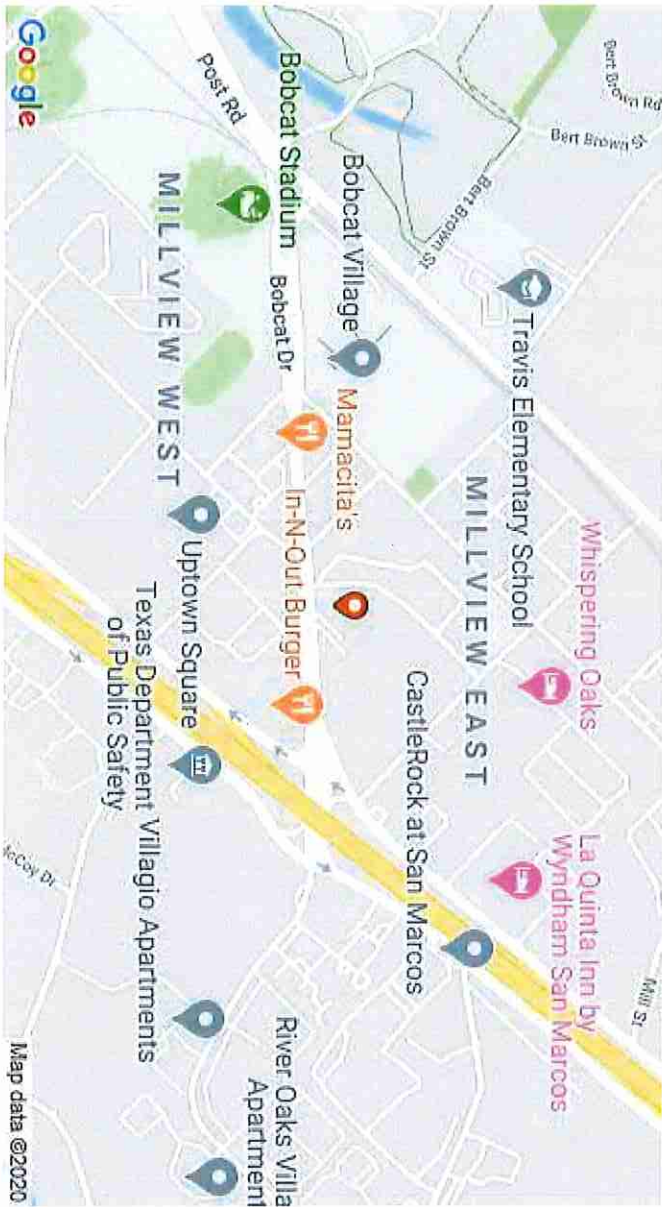 Bert Brown Rd
Bert Brown St
Bert Brown St
Travis Elementary School
Whispering Oaks
La Quinta Inn by
Wyndham San Marcos
Mill St
MILLVIEW EAST
CastleRock at San Marcos
Bobcat Village
Mamacita's
Post Rd
Bobcat Stadium
Bobcat Dr
In-N-Out Burger
River Oaks Villa
Apartment
MILLVIEW WEST
Uptown Square
Texas Department
of Public Safety
Villagio Apartments
McCoy Dr
Google
Map data ©2020